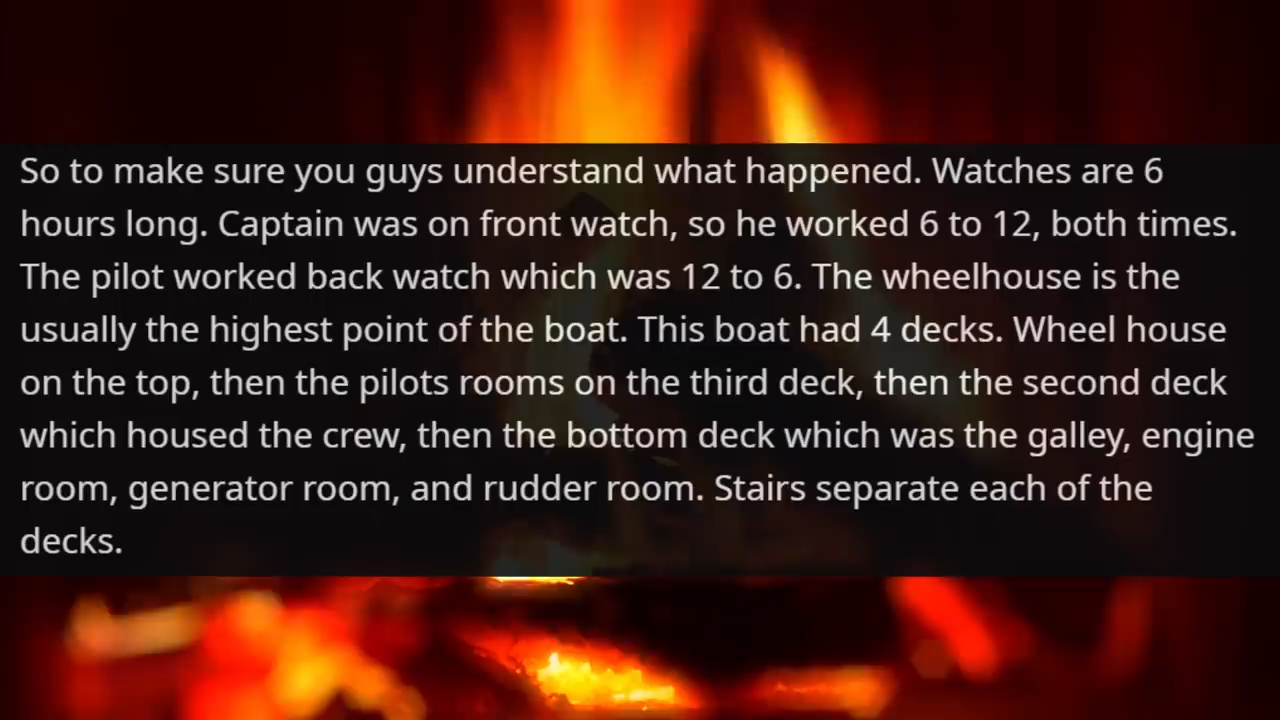 So to make sure you guys understand what happened. Watches are 6
hours long. Captain was on front watch, so he worked 6 to 12, both times.
The pilot worked back watch which was 12 to 6. The wheelhouse is the
usually the highest point of the boat. This boat had 4 decks. Wheel house
on the top, then the pilots rooms on the third deck, then the second deck
which housed the crew, then the bottom deck which was the galley, engine
room, generator room, and rudder room. Stairs separate each of the
decks.